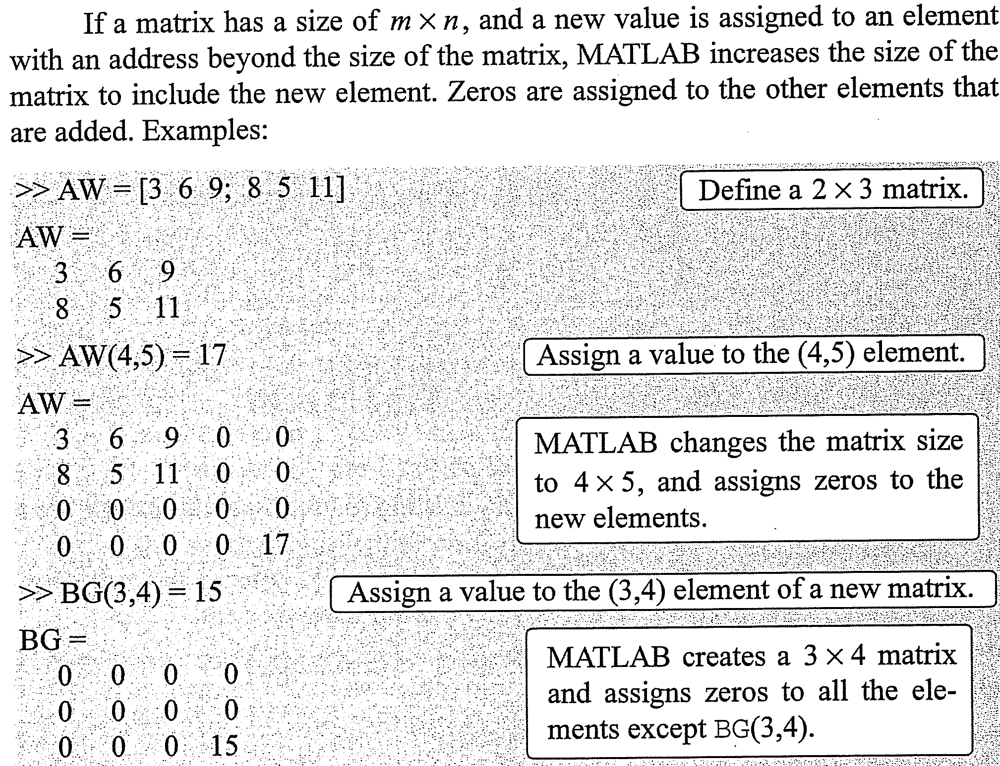 If a matrix has a size of m × n, and a new value is assigned to an element
with an address beyond the size of the matrix, MATLAB increases the size of the
matrix to include the new element. Zeros are assigned to the other elements that
are added. Examples:
>> AW = [3 6 9; 8 5 11]
Define a 2 × 3 matrix.
AW =
3 6 9
8 5 11
>> AW(4,5) = 17
Assign a value to the (4,5) element.
AW =
3 6 9 0 0
8 5 11 0 0
0 0 0 0 0
0 0 0 0 17
MATLAB changes the matrix size
to 4 × 5, and assigns zeros to the
new elements.
>> BG(3,4) = 15
Assign a value to the (3,4) element of a new matrix.
BG =
0 0 0 0
0 0 0 0
0 0 0 15
MATLAB creates a 3 × 4 matrix
and assigns zeros to all the ele-
ments except BG(3,4).